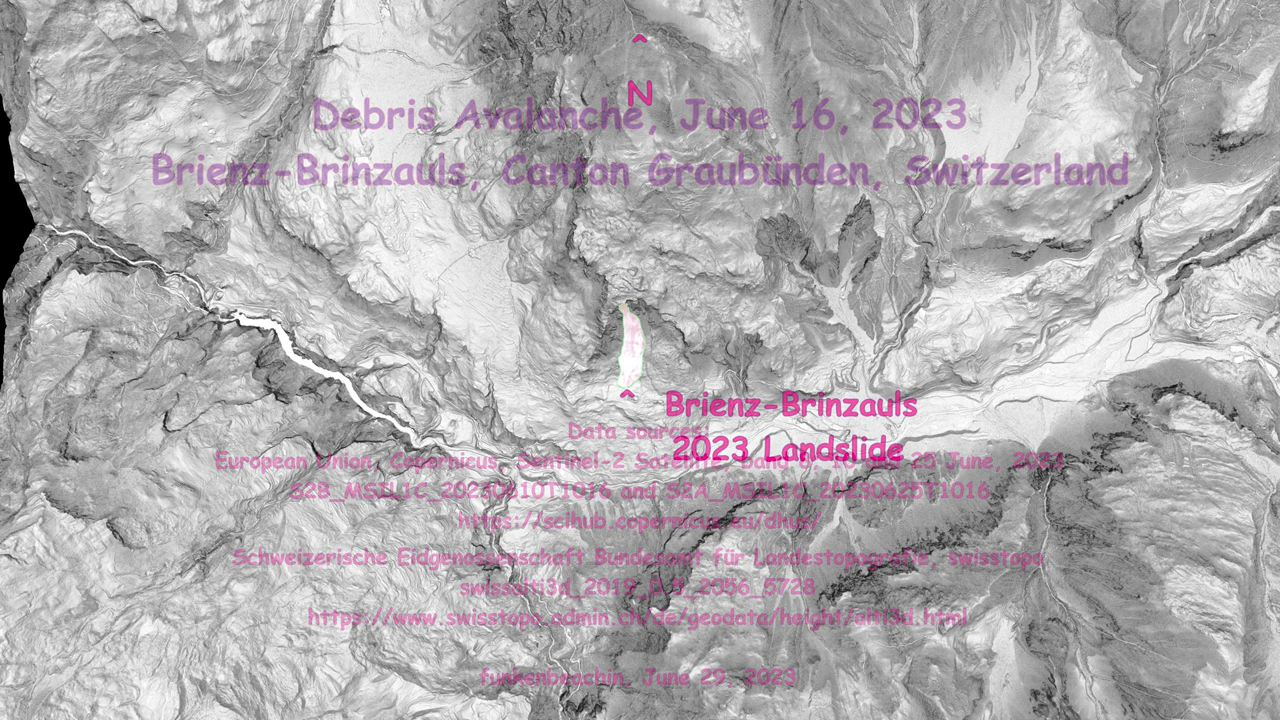 ^
N
Debris Avalanche, June 16, 2023
Brienz-Brinzauls, Canton Graubünden, Switzerland
^
Brienz-Brinzauls
2023 Landslide
Data sources:
European Union, Copernicus, Sentinel-2 Satellite, band 8, 10 and 25 June, 2023
S2B_MSIL1C_20230610T1016 and S2A_MSIL1C_20230625T1016
https://scihub.copernicus.eu/dhus/
Schweizerische Eidgenossenschaft Bundesamt für Landestopografie, swisstopo
swissalti3d_2019_0.5_2056_5728
https://www.swisstopo.admin.ch/de/geodata/height/alti3d.html
funkenbeachin, June 29, 2023